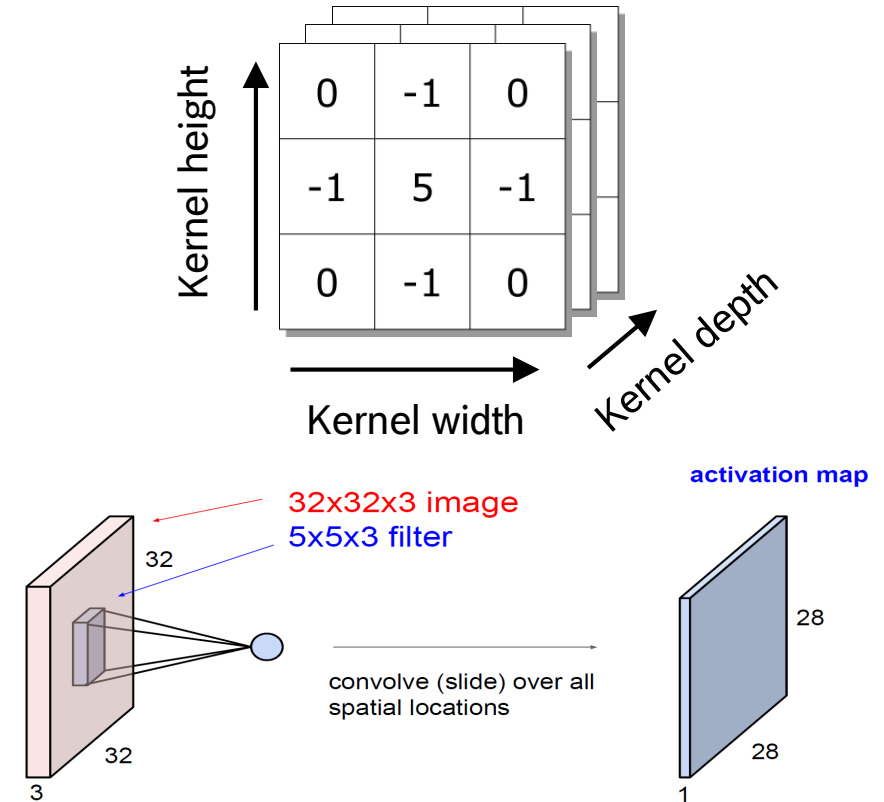 Kernel height
0 -1 0
-1 5 -1
0 -1 0
Kernel depth
Kernel width
activation map
32x32x3 image
5x5x3 filter
32
28
convolve (slide) over all
spatial locations
32
28
3
1